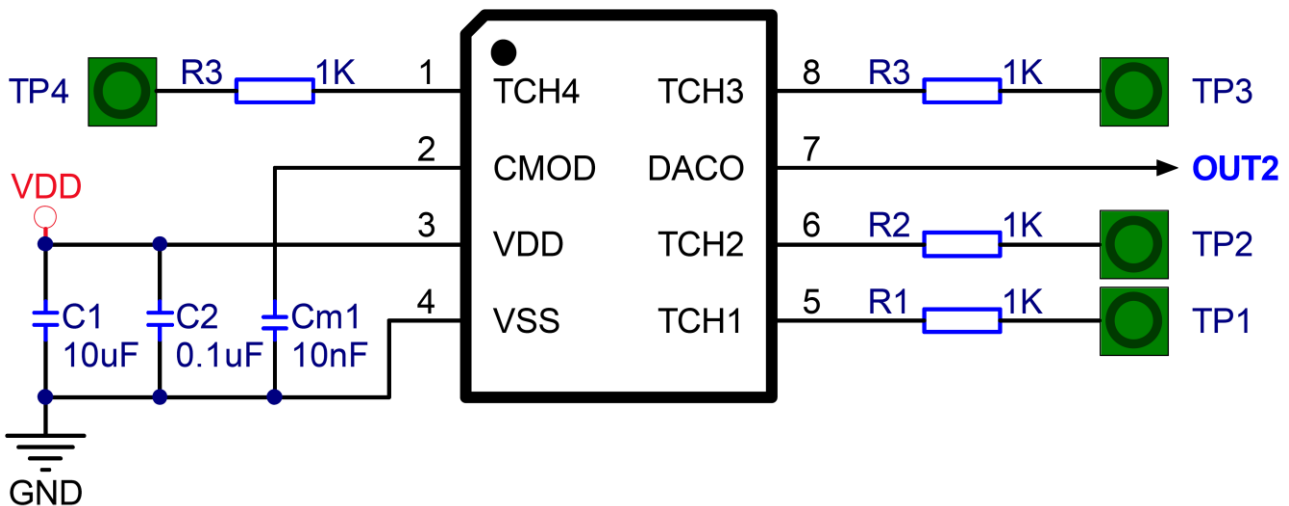 TP4 R3 1K 1 TCH4 TCH3 8 R3 1K TP3
2 CMOD DACO 7 OUT2
VDD
3 VDD TCH2 6 R2 1K TP2
4 VSS TCH1 5 R1 1K TP1
C1 C2 Cm1
10uF 0.1uF 10nF
GND